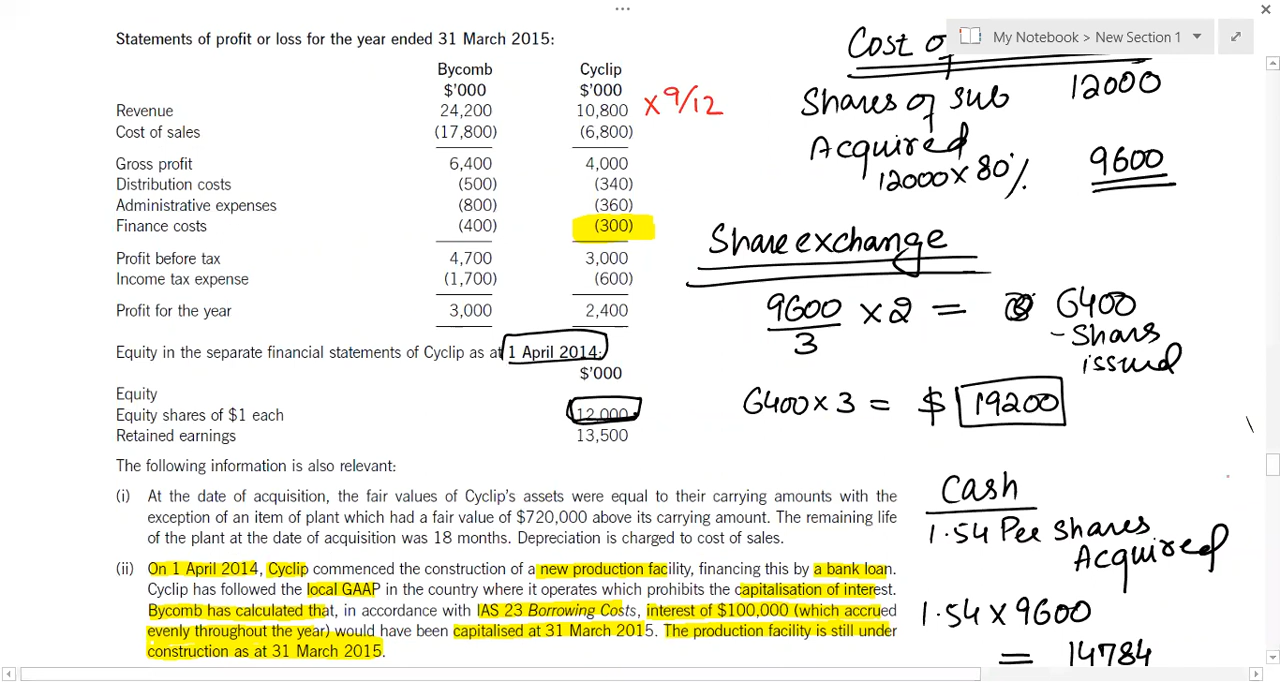 My Notebook > New Section 1
Statements of profit or loss for the year ended 31 March 2015:
Bycomb Cyclip
$'000 $'000
Revenue 24,200 10,800
Cost of sales (17,800) (6,800)
Gross profit 6,400 4,000
Distribution costs (500) (340)
Administrative expenses (800) (360)
Finance costs (400) (300)
Profit before tax 4,700 3,000
Income tax expense (1,700) (600)
Profit for the year 3,000 2,400
Equity in the separate financial statements of Cyclip as at 1 April 2014:
$'000
Equity
Equity shares of $1 each 12,000
Retained earnings 13,500
The following information is also relevant:
(i) At the date of acquisition, the fair values of Cyclip's assets were equal to their carrying amounts with the
exception of an item of plant which had a fair value of $720,000 above its carrying amount. The remaining life
of the plant at the date of acquisition was 18 months. Depreciation is charged to cost of sales.
(ii) On 1 April 2014, Cyclip commenced the construction of a new production facility, financing this by a bank loan.
Cyclip has followed the local GAAP in the country where it operates which prohibits the capitalisation of interest.
Bycomb has calculated that, in accordance with IAS 23 Borrowing Costs, interest of $100,000 (which accrued
evenly throughout the year) would have been capitalised at 31 March 2015. The production facility is still under
construction as at 31 March 2015.
x 9/12
Cost of
Shares of sub 12000
Acquired
12000 x 80% 9600
Share exchange
9600/3 x 2 = 6400
- Shars
issued
6400 x 3 = $ 19200
Cash
1.54 Per Shares
Acquired
1.54 x 9600
= 14784